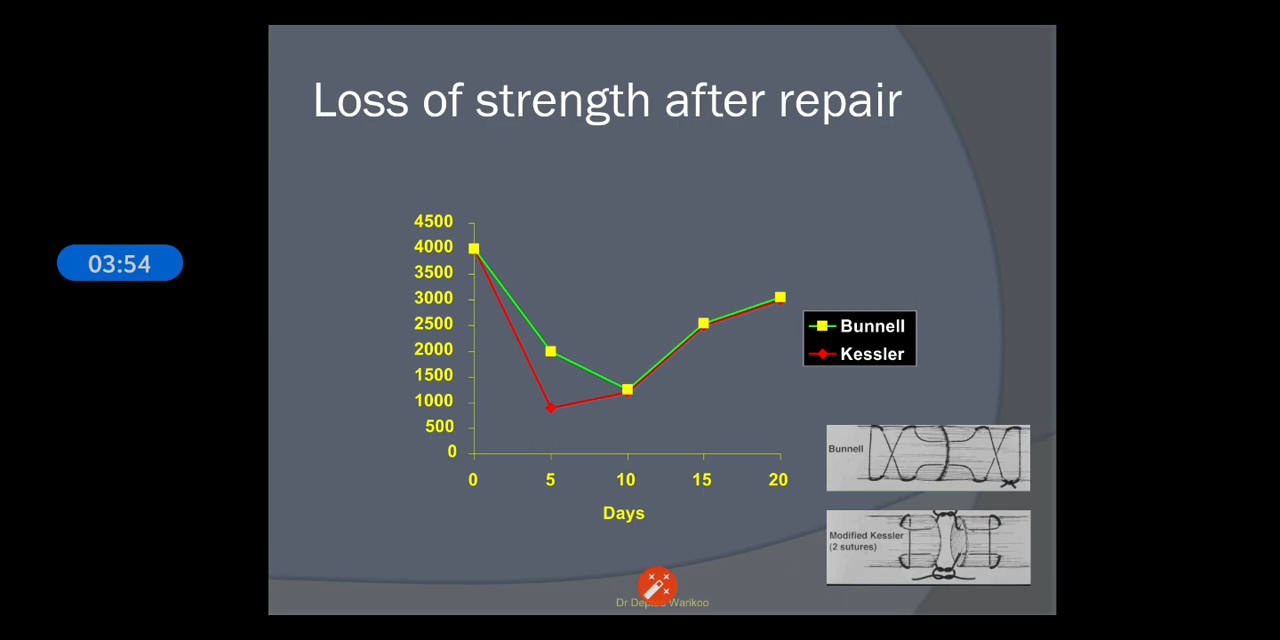 Loss of strength after repair
03:54
4500
4000
3500
3000
2500
2000
1500
1000
500
0
0 5 10 15 20
Days
Bunnell
Kessler
Bunnell
Modified Kessler
(2 sutures)
Dr Warikoo